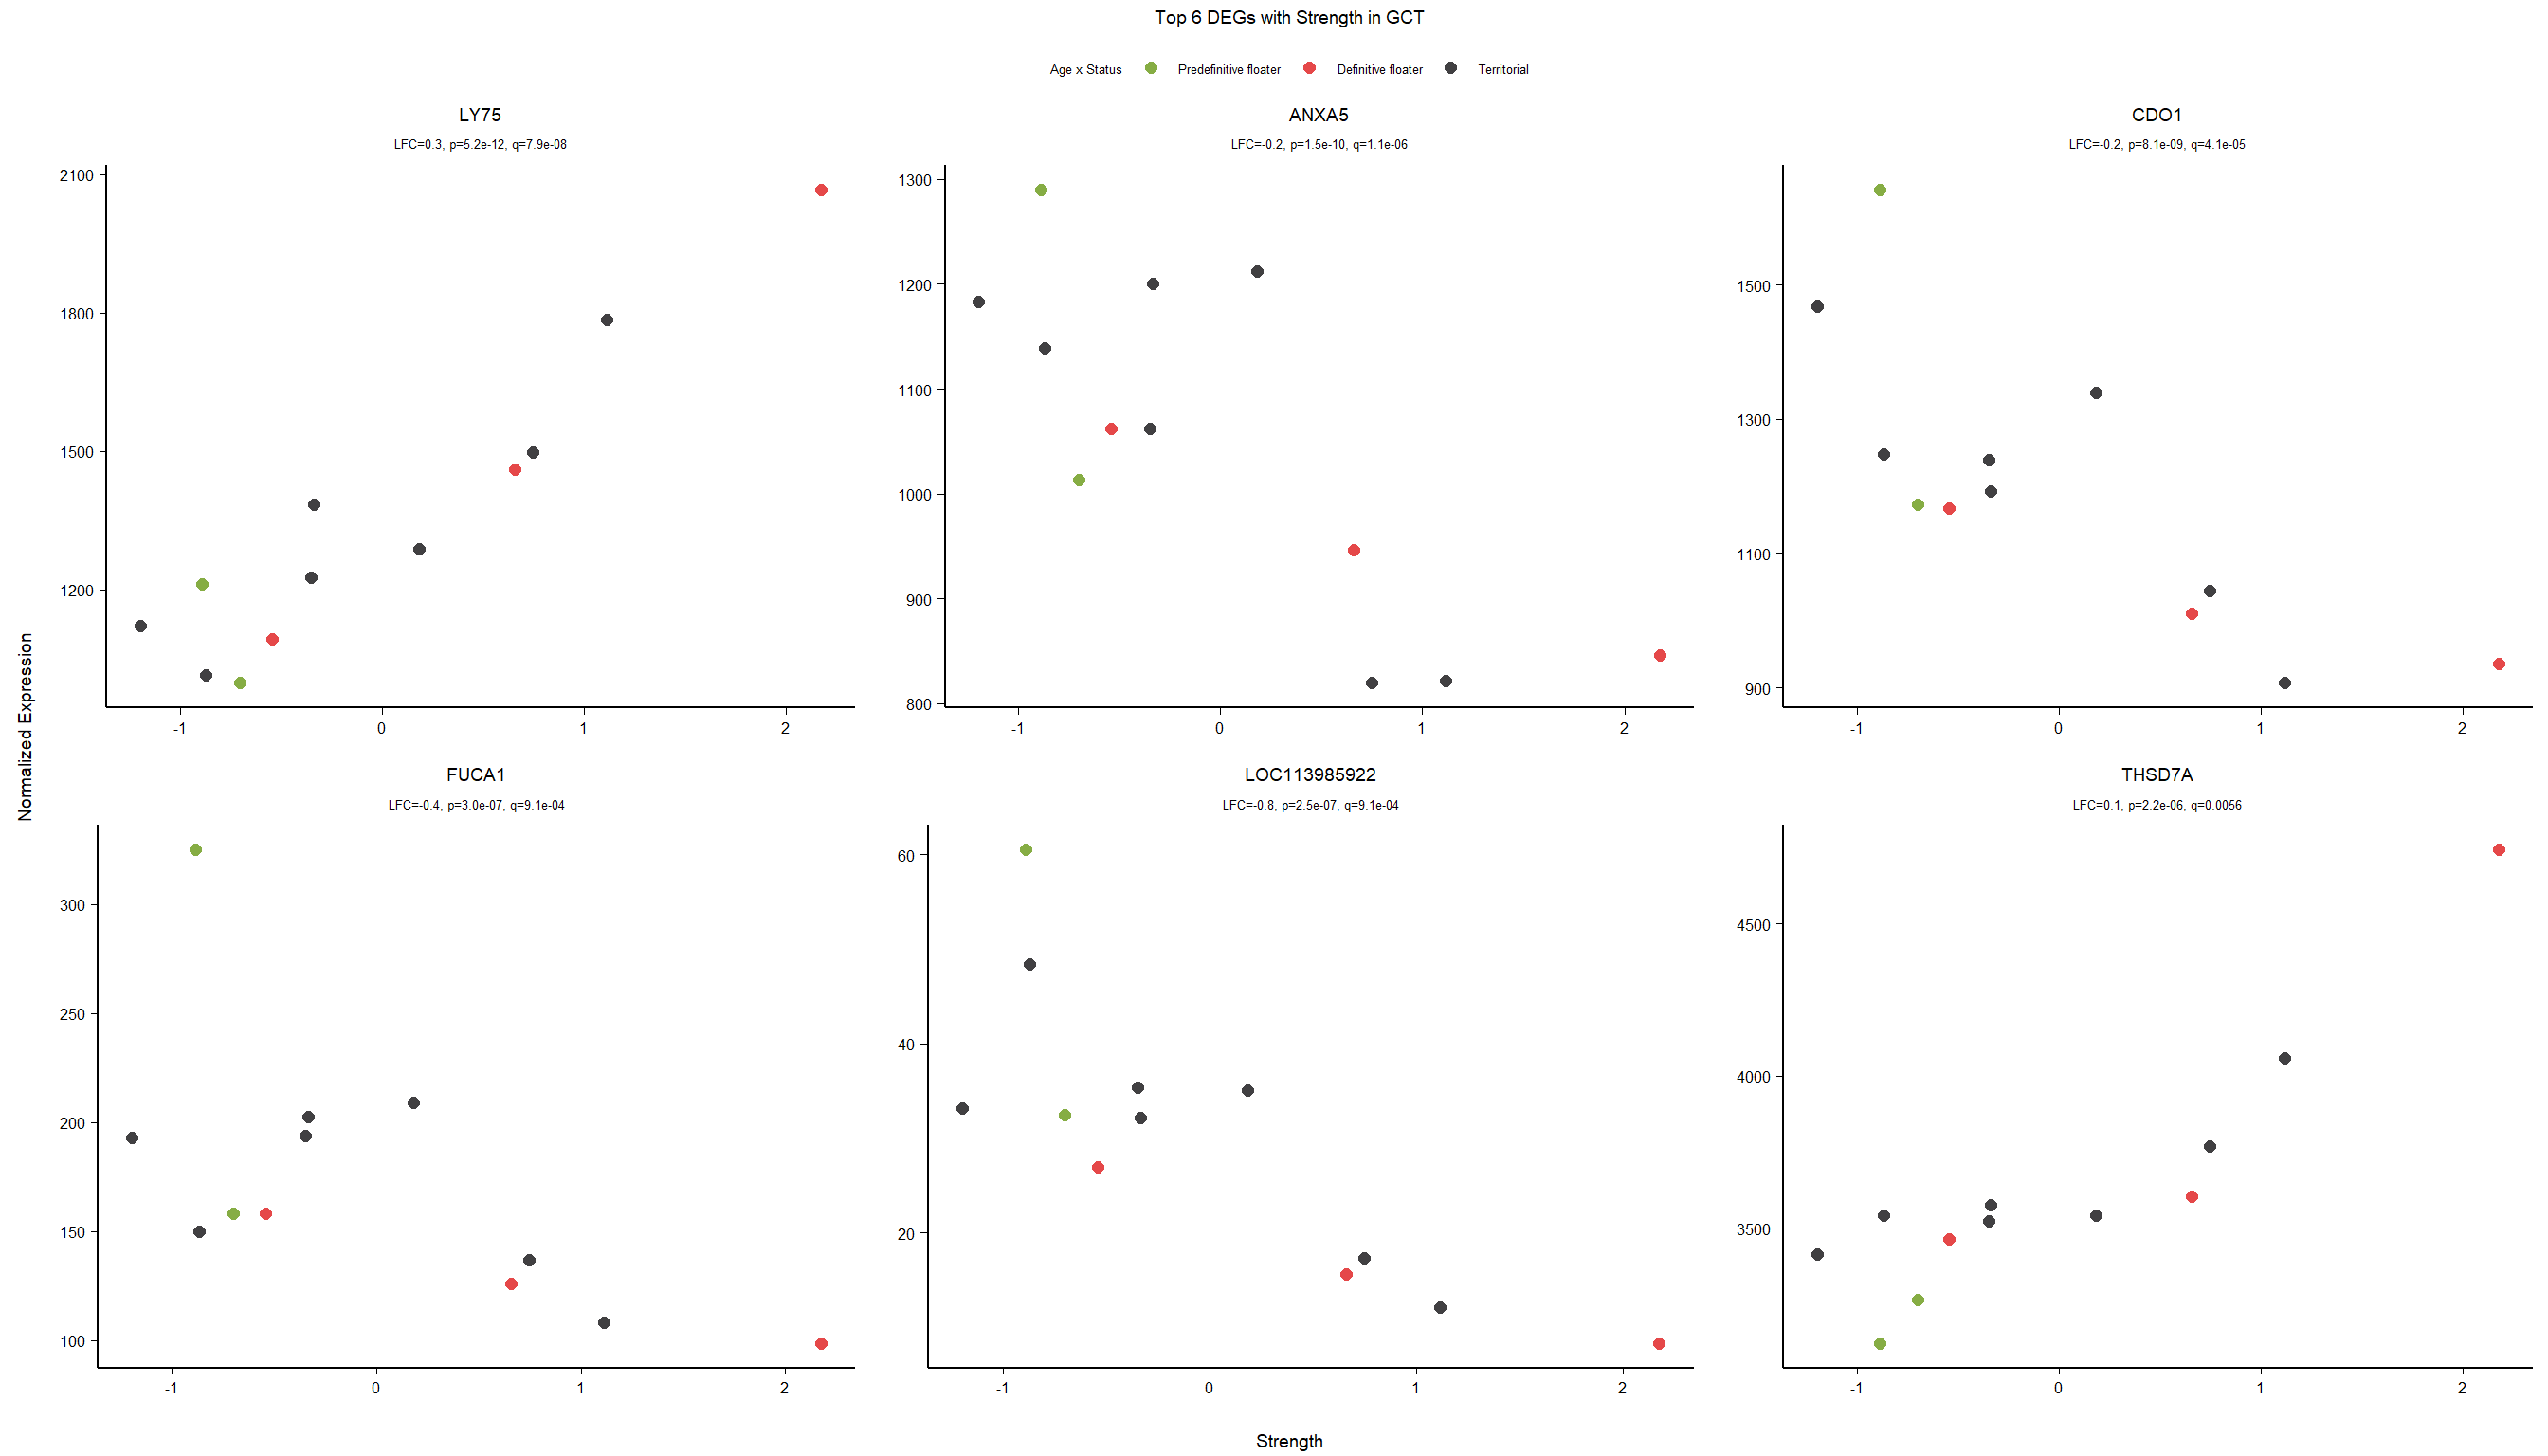 Top 6 DEGs with Strength in GCT
Age x Status Predefinitive floater Definitive floater Territorial
LY75
LFC=0.3, p=5.2e-12, q=7.9e-08
2100
1800
1500
1200
-1 0 1 2
ANXA5
LFC=-0.2, p=1.5e-10, q=1.1e-06
1300
1200
1100
1000
900
800
-1 0 1 2
CDO1
LFC=-0.2, p=8.1e-09, q=4.1e-05
1500
1300
1100
900
-1 0 1 2
Normalized Expression
FUCA1
LFC=-0.4, p=3.0e-07, q=9.1e-04
300
250
200
150
100
-1 0 1 2
LOC113985922
LFC=-0.8, p=2.5e-07, q=9.1e-04
60
40
20
-1 0 1 2
THSD7A
LFC=0.1, p=2.2e-06, q=0.0056
4500
4000
3500
-1 0 1 2
Strength